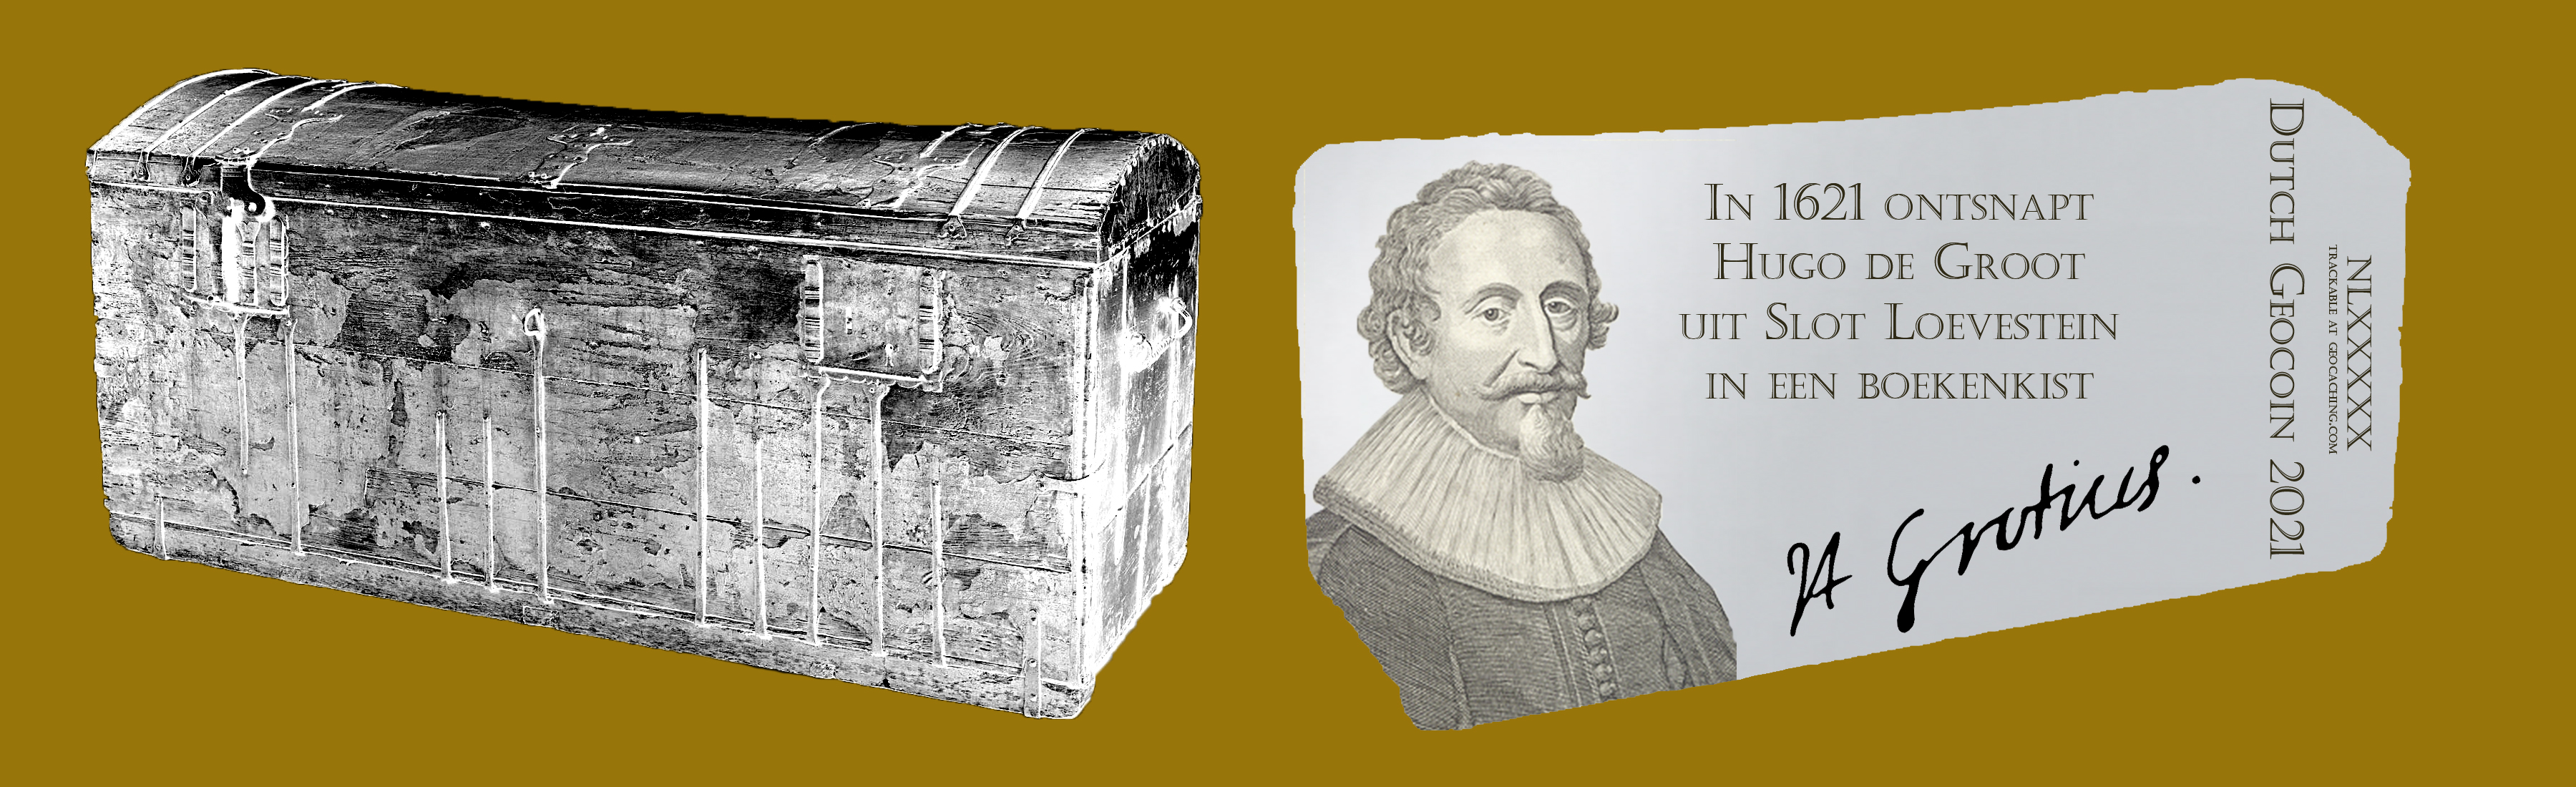 In 1621 ontsnapt
Hugo de Groot
uit Slot Loevestein
in een boekenkist
H Grotius.
Dutch Geocoin 2021
NLXXXXXX
trackable at geocaching.com